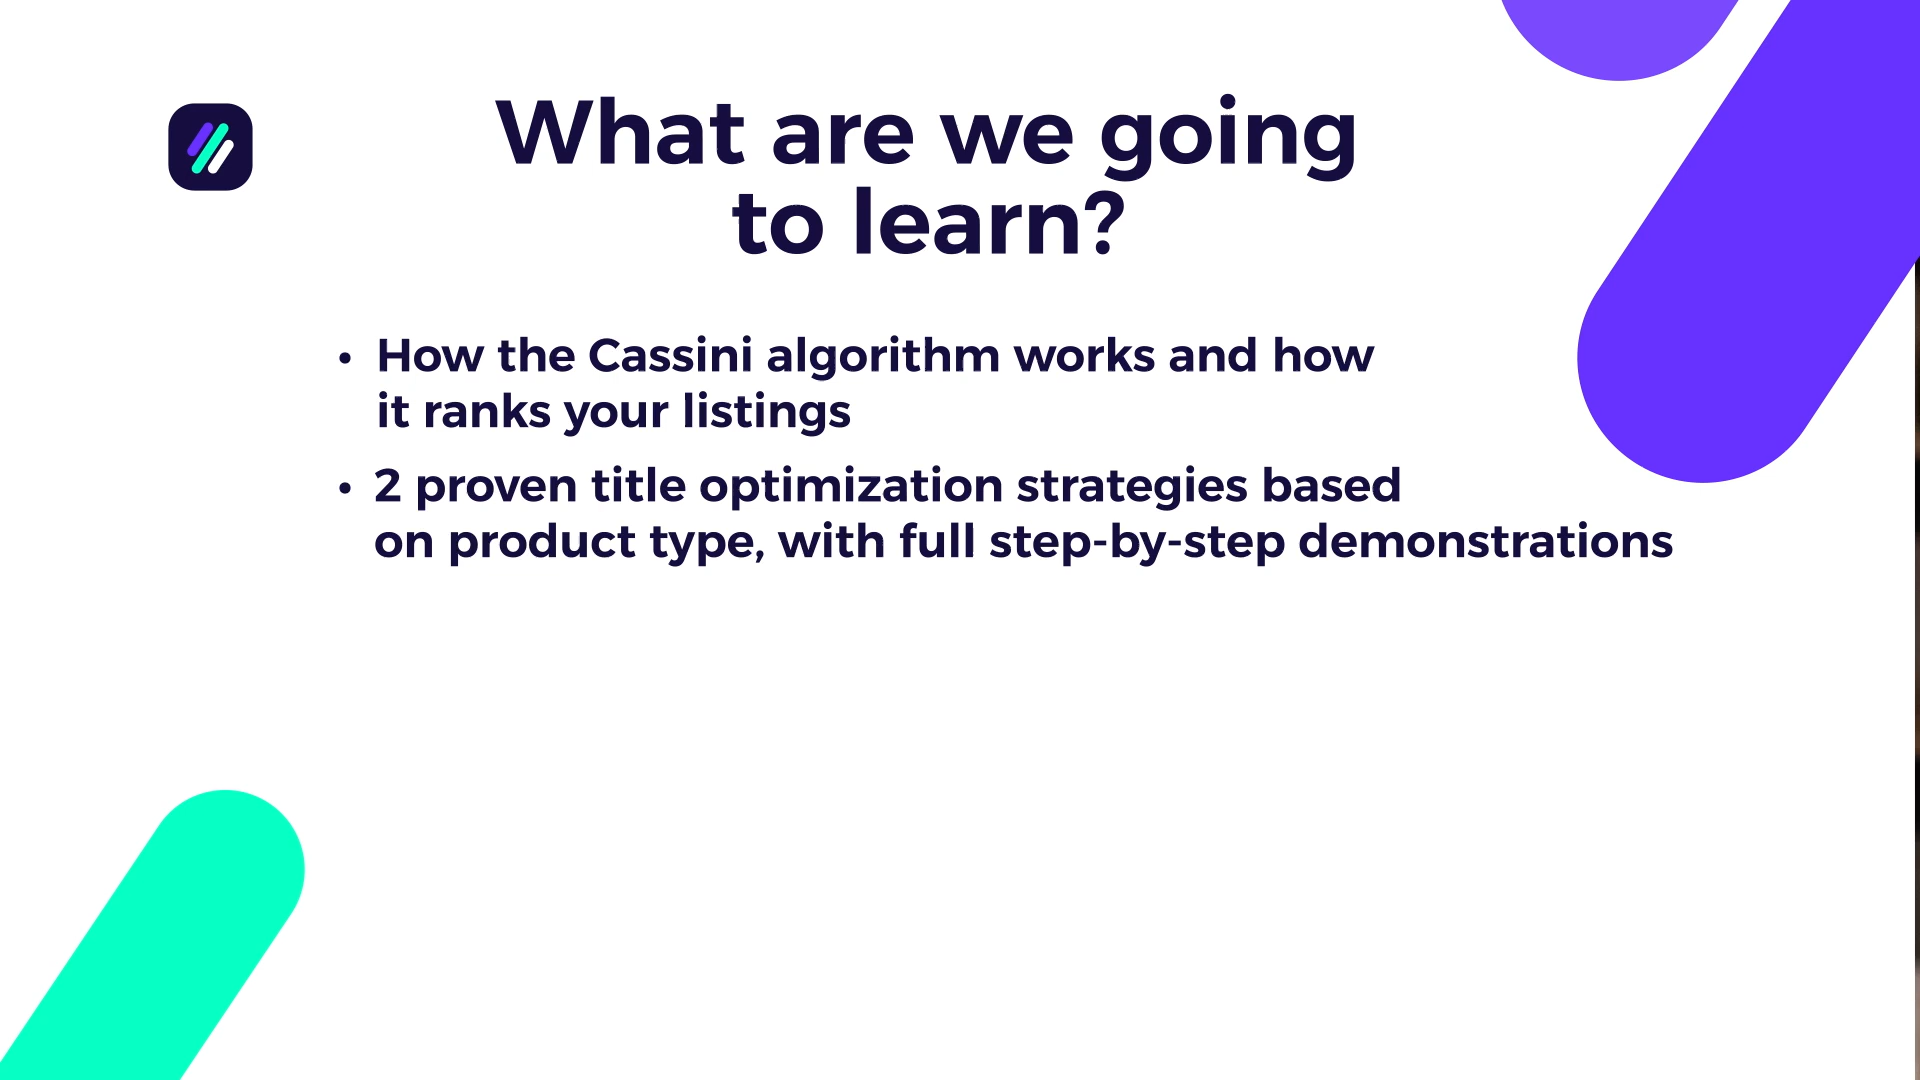 What are we going
to learn?
• How the Cassini algorithm works and how
it ranks your listings
• 2 proven title optimization strategies based
on product type, with full step-by-step demonstrations